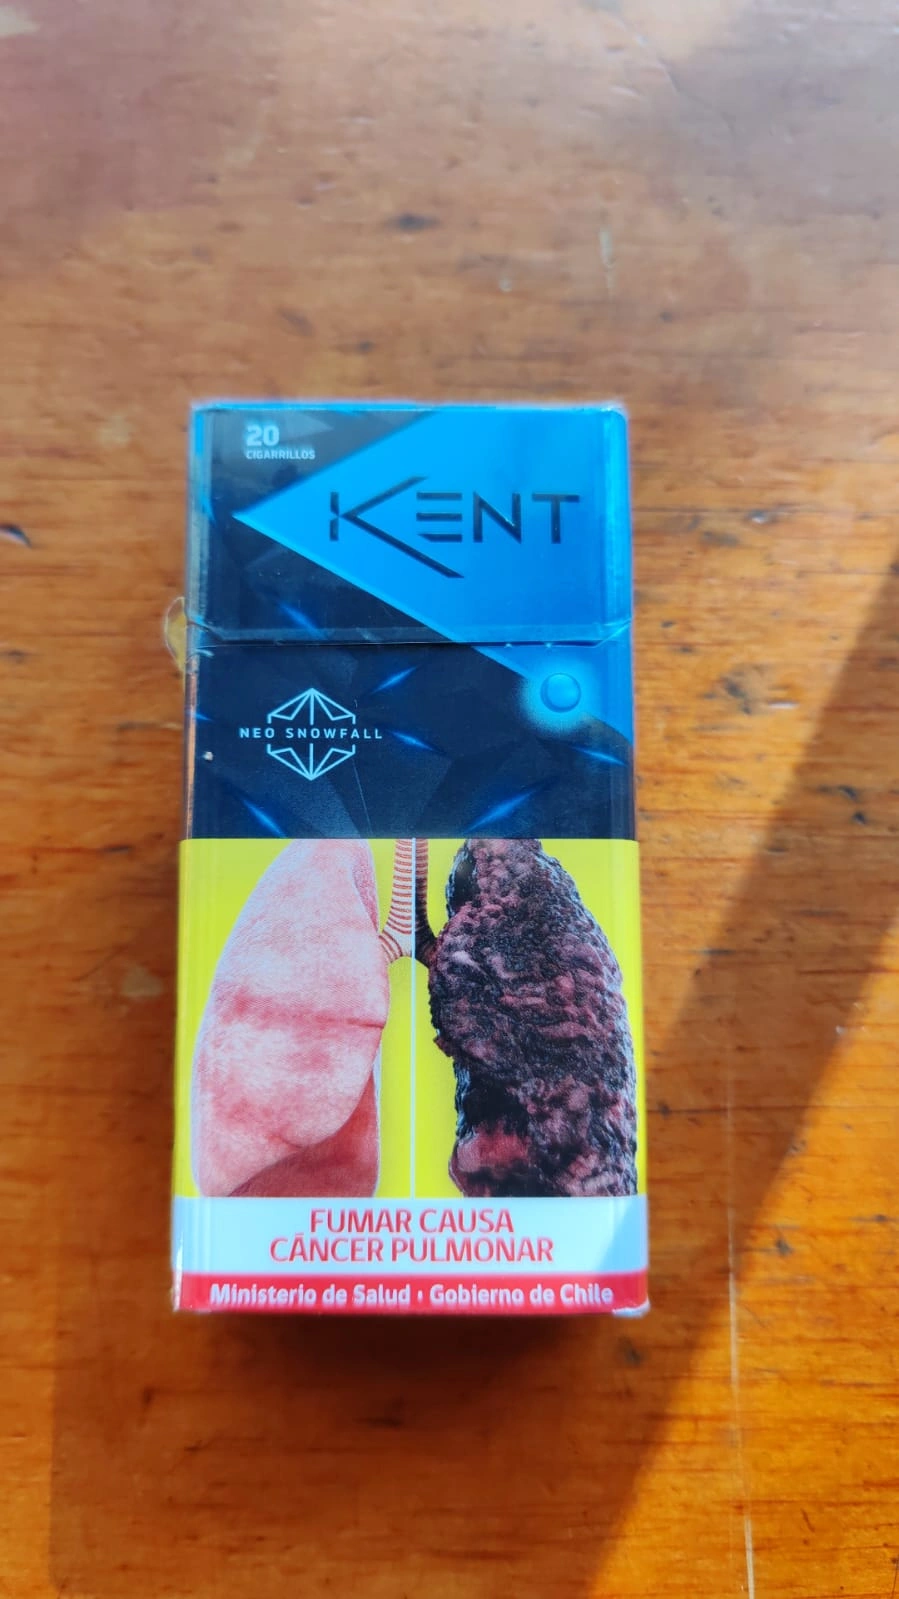 20
CIGARRILLOS
KENT
NEO SNOWFALL
FUMAR CAUSA
CÁNCER PULMONAR
Ministerio de Salud • Gobierno de Chile